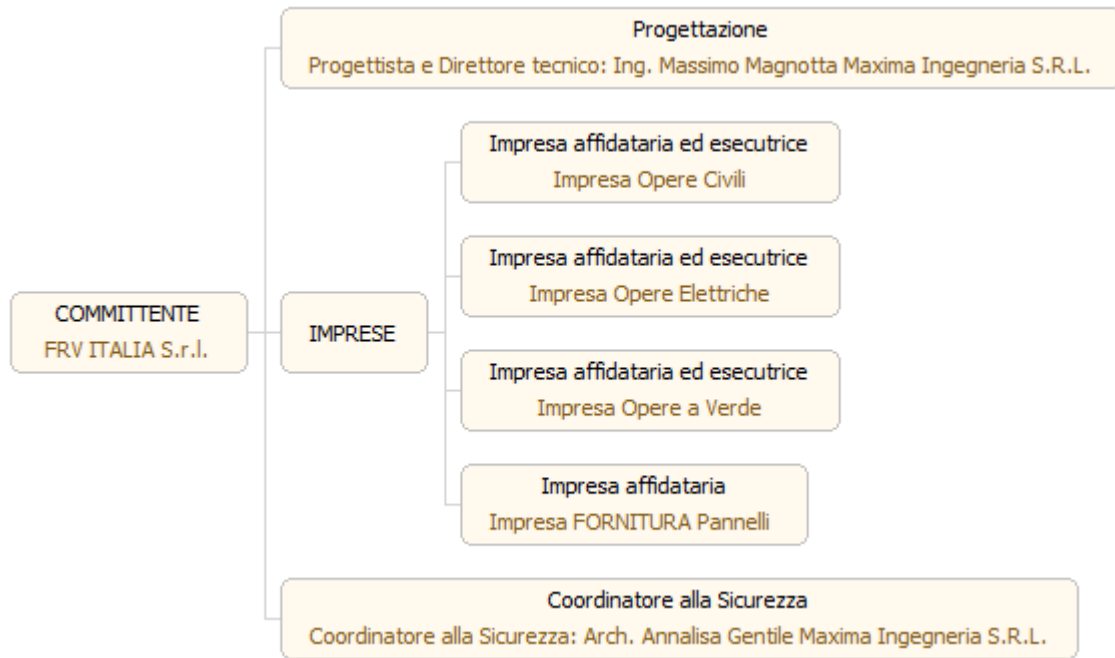 Progettazione
Progettista e Direttore tecnico: Ing. Massimo Magnotta Maxima Ingegneria S.R.L.
Impresa affidataria ed esecutrice
Impresa Opere Civili
Impresa affidataria ed esecutrice
Impresa Opere Elettriche
COMMITTENTE
FRV ITALIA S.r.l.
IMPRESE
Impresa affidataria ed esecutrice
Impresa Opere a Verde
Impresa affidataria
Impresa FORNITURA Pannelli
Coordinatore alla Sicurezza
Coordinatore alla Sicurezza: Arch. Annalisa Gentile Maxima Ingegneria S.R.L.